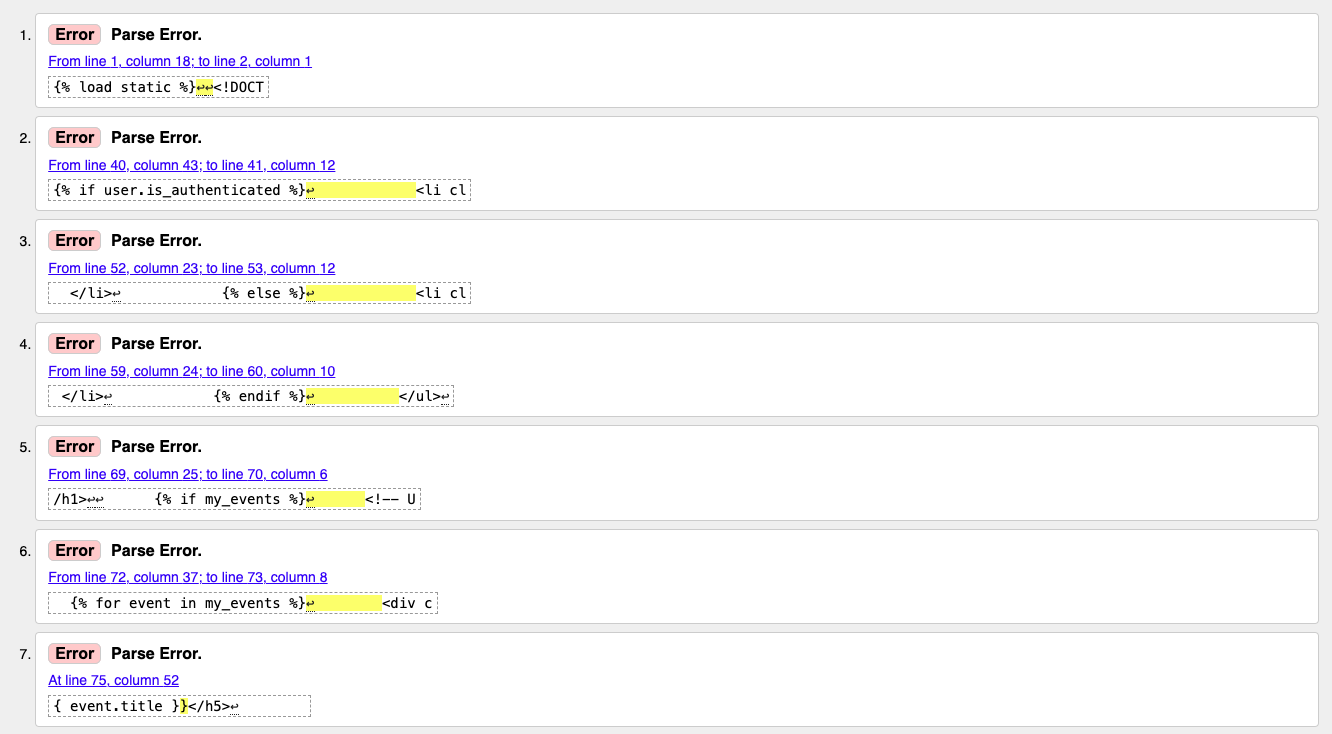 1. Error Parse Error.
From line 1, column 18; to line 2, column 1
{% load static %}↩↩<!DOCT
2. Error Parse Error.
From line 40, column 43; to line 41, column 12
{% if user.is_authenticated %}↩            <li cl
3. Error Parse Error.
From line 52, column 23; to line 53, column 12
  </li>↩            {% else %}↩            <li cl
4. Error Parse Error.
From line 59, column 24; to line 60, column 10
 </li>↩            {% endif %}↩          </ul>↩
5. Error Parse Error.
From line 69, column 25; to line 70, column 6
/h1>↩↩      {% if my_events %}↩      <!-- U
6. Error Parse Error.
From line 72, column 37; to line 73, column 8
  {% for event in my_events %}↩        <div c
7. Error Parse Error.
At line 75, column 52
{ event.title }}</h5>↩